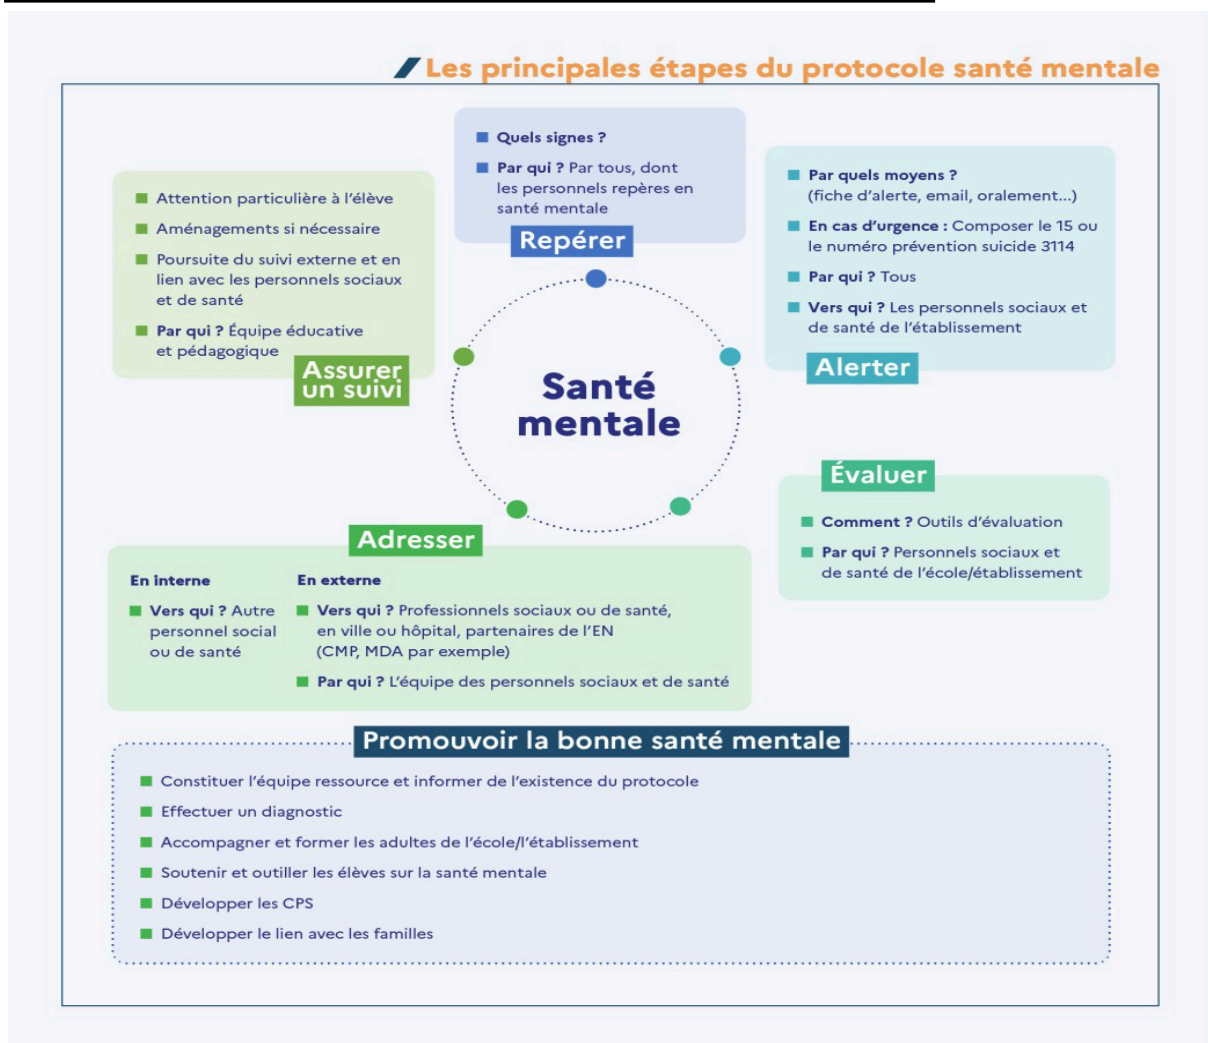 Les principales étapes du protocole santé mentale
Quels signes ?
Par qui ? Par tous, dont
les personnels repères en
santé mentale
Repérer
Par quels moyens ?
(fiche d'alerte, email, oralement...)
En cas d'urgence : Composer le 15 ou
le numéro prévention suicide 3114
Par qui ? Tous
Vers qui ? Les personnels sociaux et
de santé de l'établissement
Alerter
Évaluer
Comment ? Outils d'évaluation
Par qui ? Personnels sociaux et
de santé de l'école/établissement
Adresser
En interne
Vers qui ? Autre
personnel social
ou de santé
En externe
Vers qui ? Professionnels sociaux ou de santé,
en ville ou hôpital, partenaires de l'EN
(CMP, MDA par exemple)
Par qui ? L'équipe des personnels sociaux et de santé
Attention particulière à l'élève
Aménagements si nécessaire
Poursuite du suivi externe et en
lien avec les personnels sociaux
et de santé
Par qui ? Équipe éducative
et pédagogique
Assurer
un suivi
Santé
mentale
Promouvoir la bonne santé mentale
Constituer l'équipe ressource et informer de l'existence du protocole
Effectuer un diagnostic
Accompagner et former les adultes de l'école/l'établissement
Soutenir et outiller les élèves sur la santé mentale
Développer les CPS
Développer le lien avec les familles